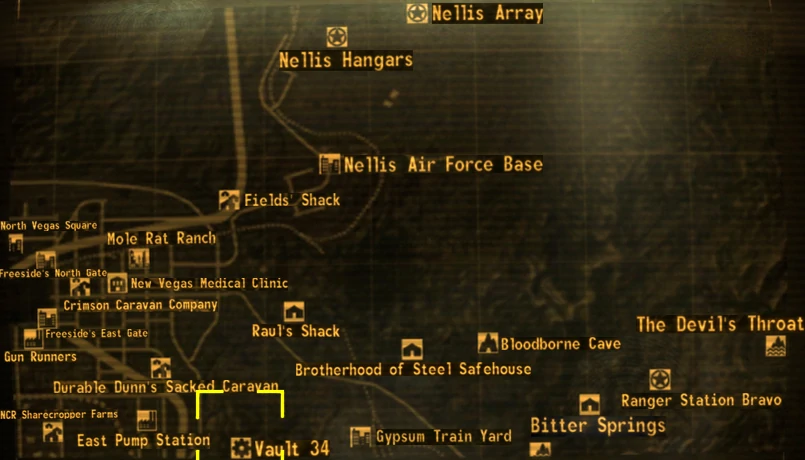 Nellis Array
Nellis Hangars
Nellis Air Force Base
Fields' Shack
North Vegas Square
Mole Rat Ranch
Freeside's North Gate
New Vegas Medical Clinic
Crimson Caravan Company
Raul's Shack
The Devil's Throat
Freeside's East Gate
Bloodborne Cave
Gun Runners
Brotherhood of Steel Safehouse
Durable Dunn's Sacked Caravan
Ranger Station Bravo
NCR Sharecropper Farms
Bitter Springs
East Pump Station
Gypsum Train Yard
Vault 34